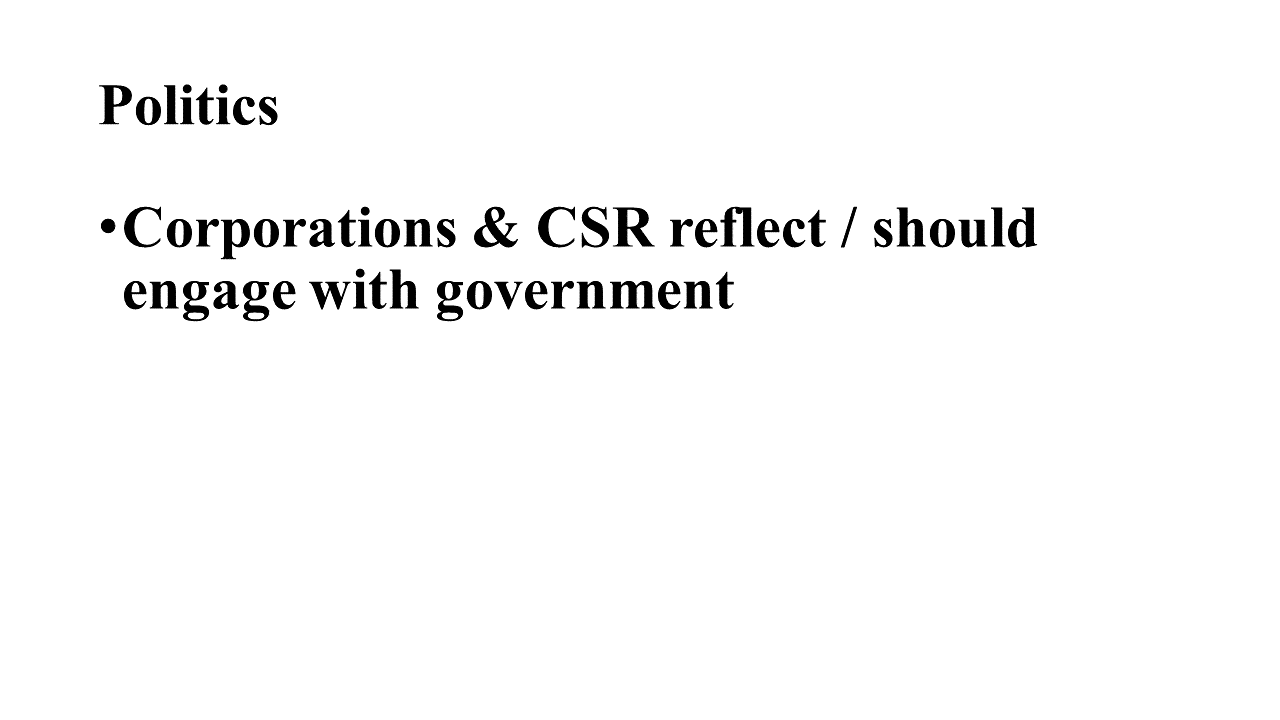 Politics
•Corporations & CSR reflect / should
engage with government